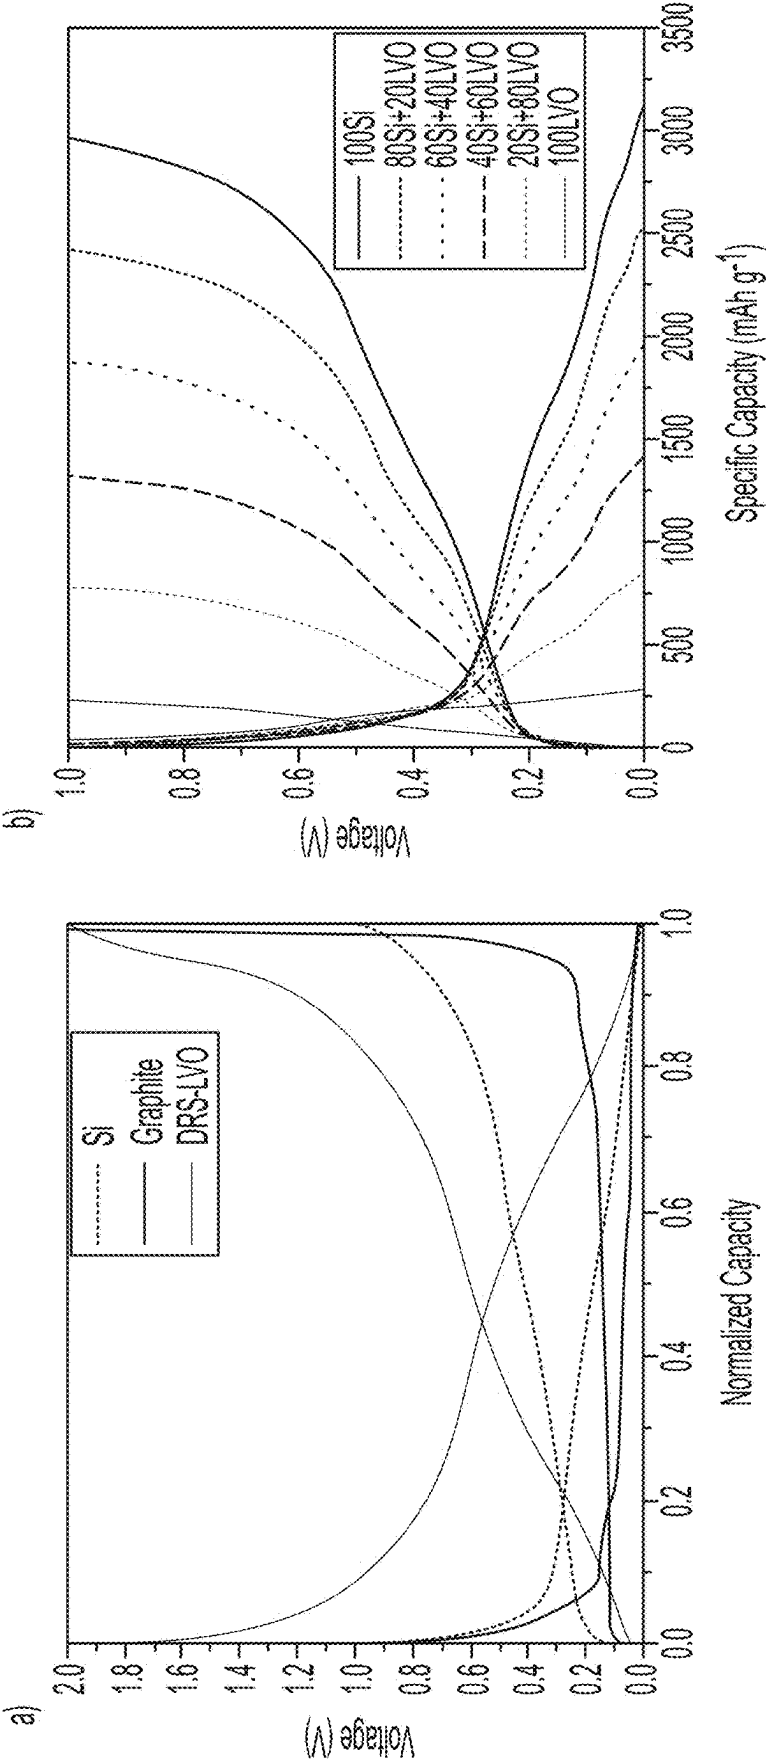 a)
Voltage (V)
2.0
1.8
1.6
1.4
1.2
1.0
0.8
0.6
0.4
0.2
0.0
Si
Graphite
DRS-LVO
0.0
0.2
0.4
0.6
0.8
1.0
Normalized Capacity
b)
Voltage (V)
1.0
0.8
0.6
0.4
0.2
0.0
100Si
80Si+20LVO
60Si+40LVO
40Si+60LVO
20Si+80LVO
100LVO
0
500
1000
1500
2000
2500
3000
3500
Specific Capacity (mAh g⁻¹)